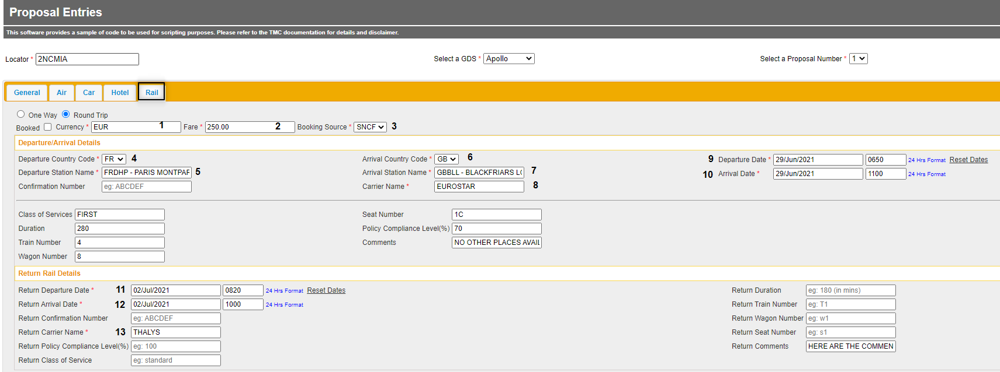 Proposal Entries
This software provides a sample of code to be used for scripting purposes. Please refer to the TMC documentation for details and disclaimer.
Locator * 2NCMIA Select a GDS * Apollo Select a Proposal Number * 1
General Air Car Hotel Rail
One Way Round Trip
Booked Currency * EUR 1 Fare * 250.00 2 Booking Source * SNCF 3
Departure/Arrival Details
Departure Country Code * FR 4 Arrival Country Code * GB 6 9 Departure Date * 29/Jun/2021 0650 24 Hrs Format Reset Dates
Departure Station Name * FRDHP - PARIS MONTPAR 5 Arrival Station Name * GBBLL - BLACKFRIARS LO 7 10 Arrival Date * 29/Jun/2021 1100 24 Hrs Format
Confirmation Number eg: ABCDEF Carrier Name * EUROSTAR 8
Class of Services FIRST Seat Number 1C
Duration 280 Policy Compliance Level(%) 70
Train Number 4 Comments NO OTHER PLACES AVAIL
Wagon Number 8
Return Rail Details
Return Departure Date * 11 02/Jul/2021 0820 24 Hrs Format Reset Dates Return Duration eg: 180 (in mins)
Return Arrival Date * 12 02/Jul/2021 1000 24 Hrs Format Return Train Number eg: T1
Return Confirmation Number eg: ABCDEF Return Wagon Number eg: w1
Return Carrier Name * 13 THALYS Return Seat Number eg: s1
Return Policy Compliance Level(%) eg: 100 Return Comments HERE ARE THE COMMEN
Return Class of Service eg: standard